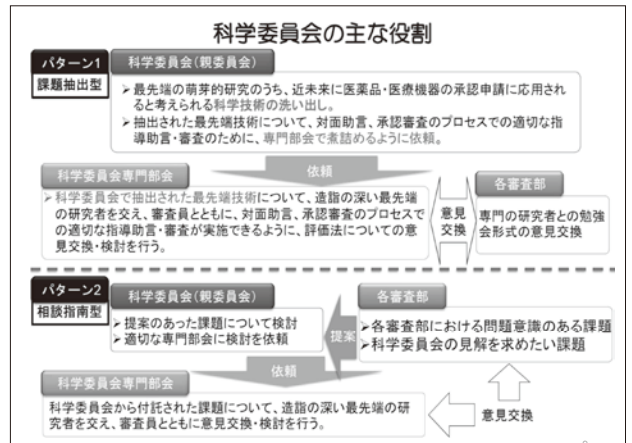 科学委員会の主な役割
パターン1
課題抽出型
科学委員会(親委員会)
➢最先端の萌芽的研究のうち、近未来に医薬品・医療機器の承認申請に応用され
ると考えられる科学技術の洗い出し。
➢抽出された最先端技術について、対面助言、承認審査のプロセスでの適切な指
導助言・審査のために、専門部会で煮詰めるように依頼。
依頼
科学委員会専門部会
➢科学委員会で抽出された最先端技術について、造詣の深い最先端
の研究者を交え、審査員とともに、対面助言、承認審査のプロセスで
の適切な指導助言・審査が実施できるように、評価法についての意
見交換・検討を行う。
意見
交換
各審査部
専門の研究者との勉強
会形式の意見交換
パターン2
相談指南型
科学委員会(親委員会)
➢提案のあった課題について検討
➢適切な専門部会に検討を依頼
提案
各審査部
➢各審査部における問題意識のある課題
➢科学委員会の見解を求めたい課題
依頼
科学委員会専門部会
科学委員会から付託された課題について、造詣の深い最先端の研
究者を交え、審査員とともに意見交換・検討を行う。
意見交換